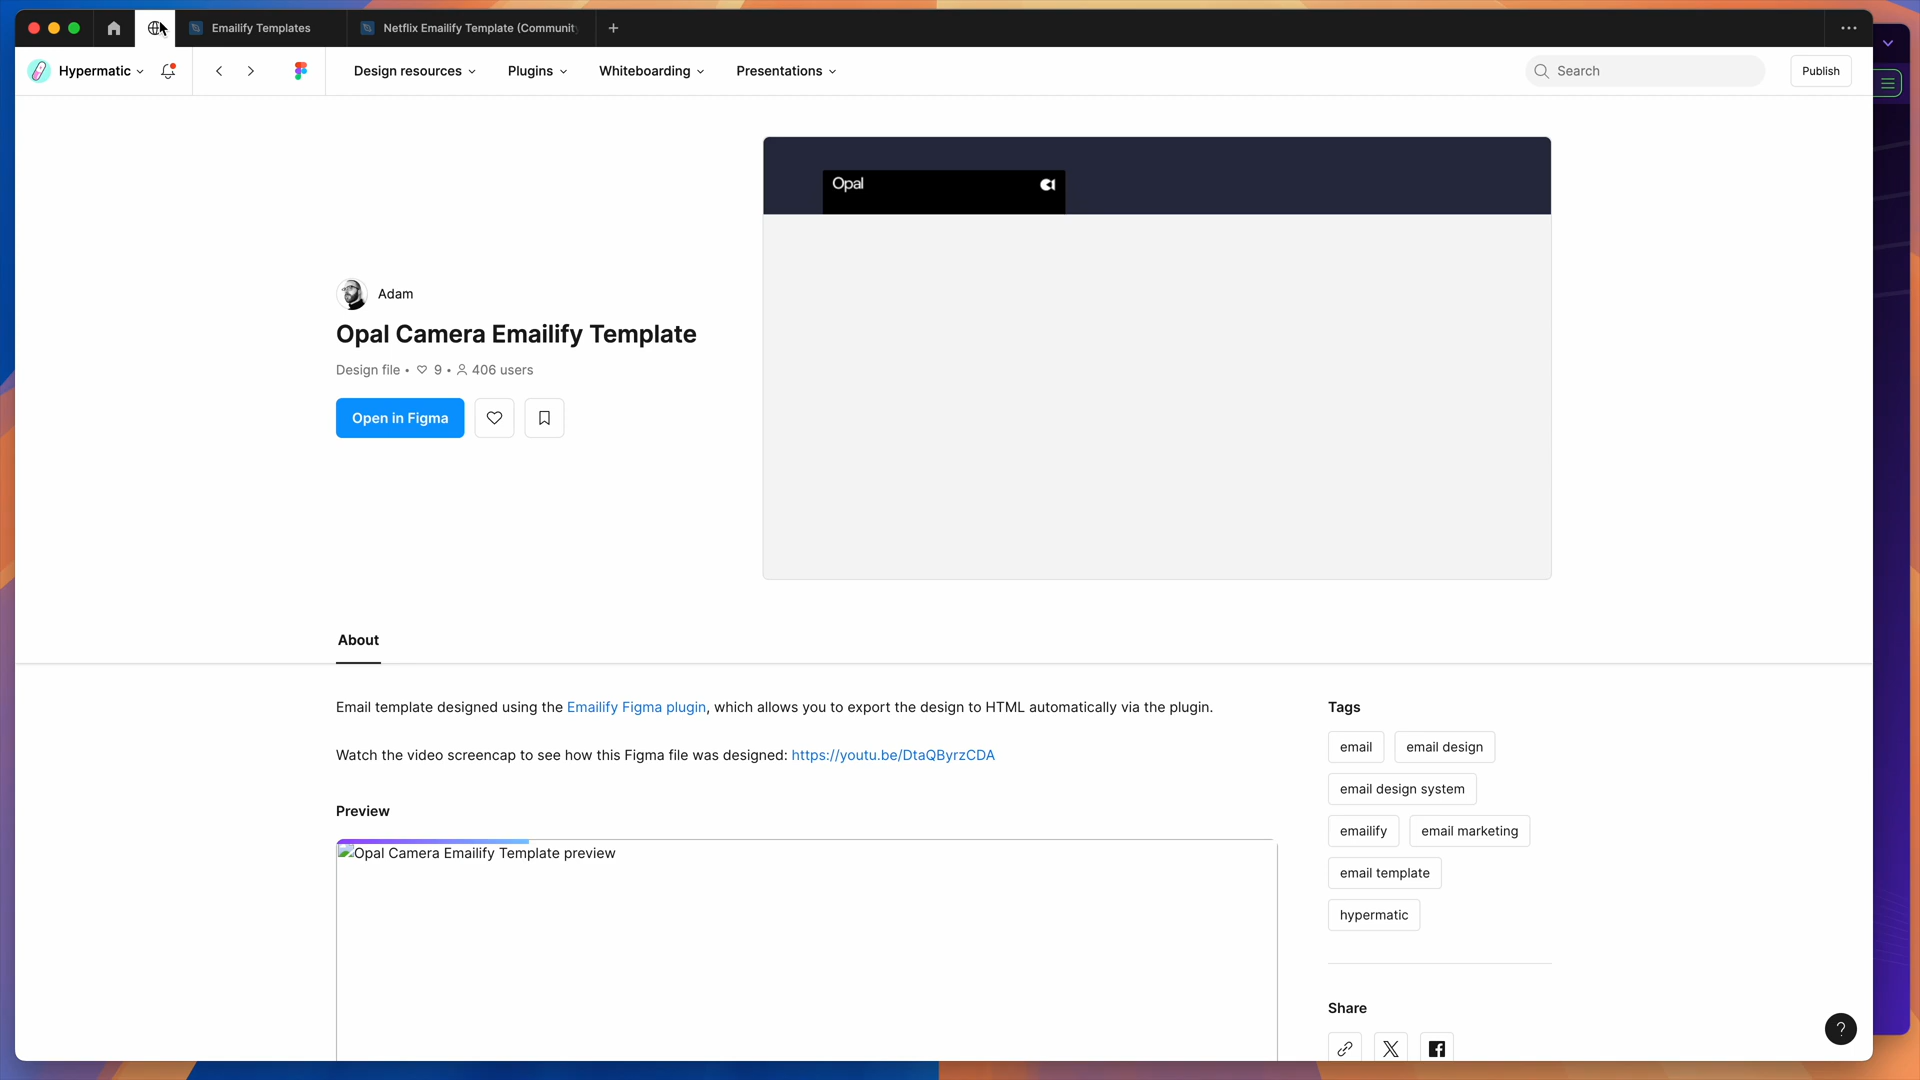 Emailify Templates
Netflix Emailify Template (Communit
Hypermatic
Design resources
Plugins
Whiteboarding
Presentations
Search
Publish
Opal
Adam
Opal Camera Emailify Template
Design file • 9 • 406 users
Open in Figma
About
Email template designed using the Emailify Figma plugin, which allows you to export the design to HTML automatically via the plugin.
Watch the video screencap to see how this Figma file was designed: https://youtu.be/DtaQByrzCDA
Preview
Opal Camera Emailify Template preview
Tags
email
email design
email design system
emailify
email marketing
email template
hypermatic
Share
?